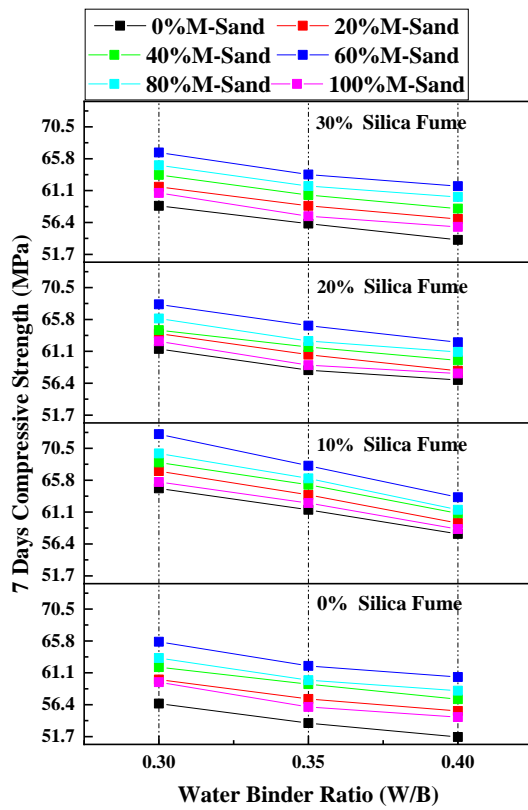 0%M-Sand 20%M-Sand
40%M-Sand 60%M-Sand
80%M-Sand 100%M-Sand
7 Days Compressive Strength (MPa)
30% Silica Fume
70.5
65.8
61.1
56.4
51.7
20% Silica Fume
70.5
65.8
61.1
56.4
51.7
10% Silica Fume
70.5
65.8
61.1
56.4
51.7
0% Silica Fume
70.5
65.8
61.1
56.4
51.7
0.30 0.35 0.40
Water Binder Ratio (W/B)